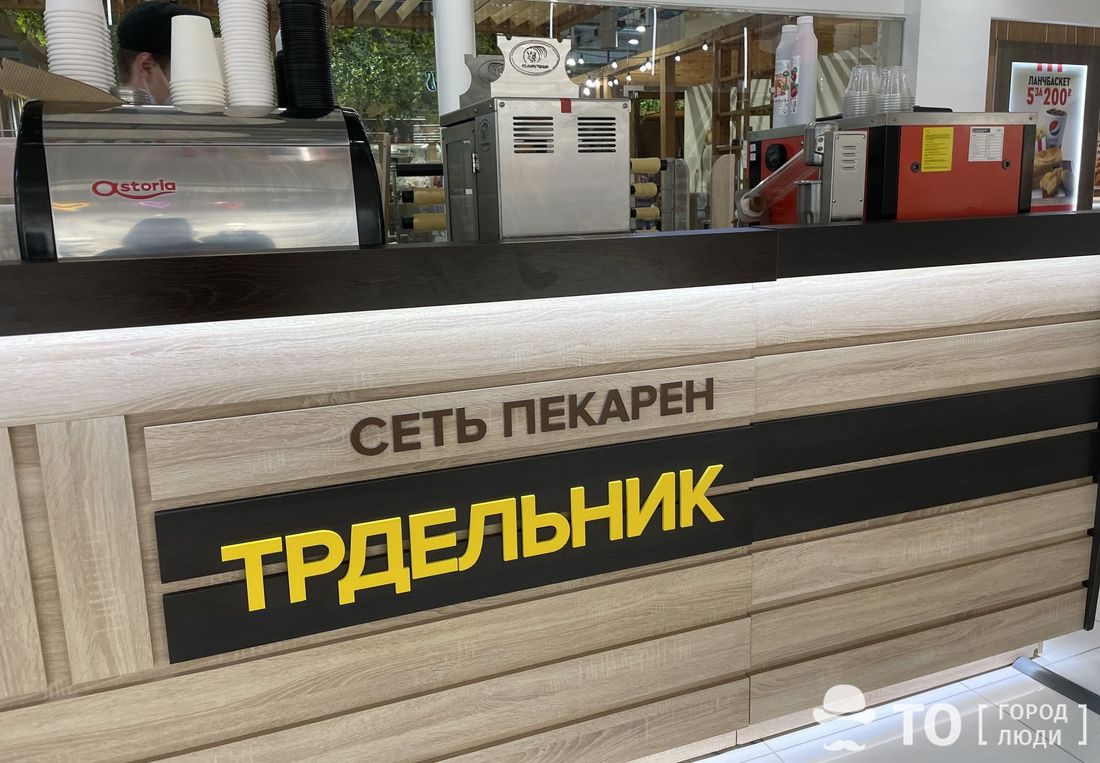 astoria
ЛАНЧБАСКЕТ
5 ЗА 200₽
СЕТЬ ПЕКАРЕН
ТРДЕЛЬНИК
ТО [ ГОРОД ЛЮДИ ]